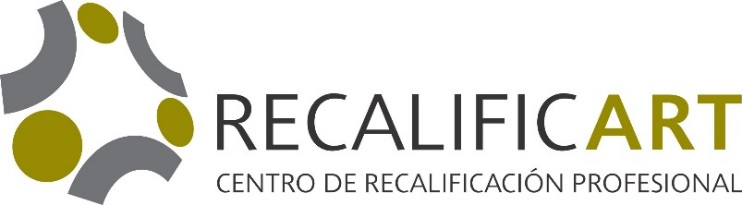 RECALIFICART
CENTRO DE RECALIFICACIÓN PROFESIONAL